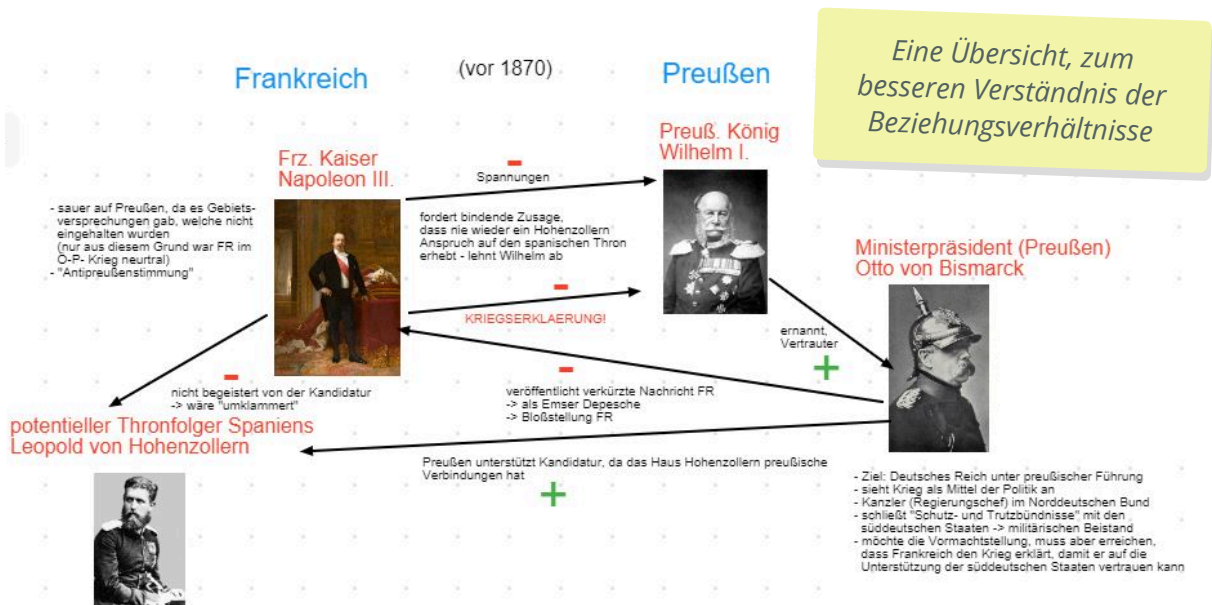 Eine Übersicht, zum
besseren Verständnis der
Beziehungsverhältnisse
Frankreich
(vor 1870)
Preußen
Frz. Kaiser
Napoleon III.
Preuß. König
Wilhelm I.
Spannungen
- sauer auf Preußen, da es Gebiets-
versprechungen gab, welche nicht
eingehalten wurden
(nur aus diesem Grund war FR im
Ö-P- Krieg neurtral)
- "Antipreußenstimmung"
fordert bindende Zusage,
dass nie wieder ein Hohenzollern
Anspruch auf den spanischen Thron
erhebt - lehnt Wilhelm ab
Ministerpräsident (Preußen)
Otto von Bismarck
KRIEGSERKLAERUNG!
ernannt,
Vertrauter
nicht begeistert von der Kandidatur
-> wäre "umklammert"
veröffentlicht verkürzte Nachricht FR
-> als Emser Depesche
-> Bloßstellung FR
potentieller Thronfolger Spaniens
Leopold von Hohenzollern
Preußen unterstützt Kandidatur, da das Haus Hohenzollern preußische
Verbindungen hat
- Ziel: Deutsches Reich unter preußischer Führung
- sieht Krieg als Mittel der Politik an
- Kanzler (Regierungschef) im Norddeutschen Bund
- schließt "Schutz- und Trutzbündnisse" mit den
süddeutschen Staaten -> militärischen Beistand
- möchte die Vormachtstellung, muss aber erreichen,
dass Frankreich den Krieg erklärt, damit er auf die
Unterstützung der süddeutschen Staaten vertrauen kann